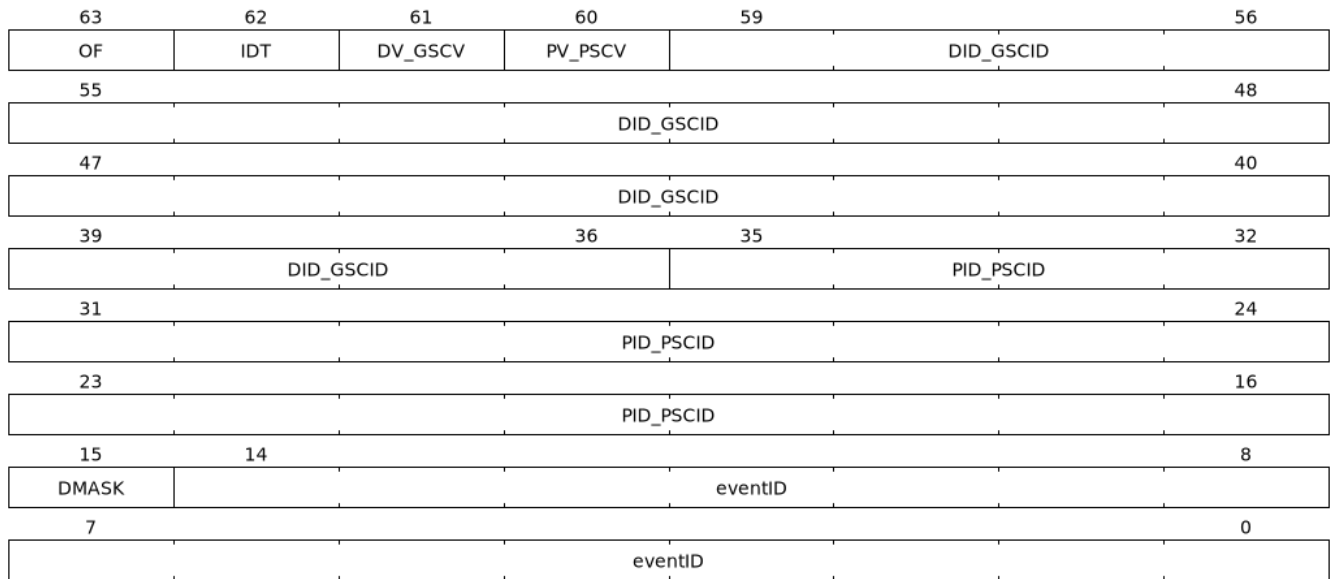 63 62 61 60 59 56
OF IDT DV_GSCV PV_PSCV DID_GSCID
55 48
DID_GSCID
47 40
DID_GSCID
39 36 35 32
DID_GSCID PID_PSCID
31 24
PID_PSCID
23 16
PID_PSCID
15 14 8
DMASK eventID
7 0
eventID